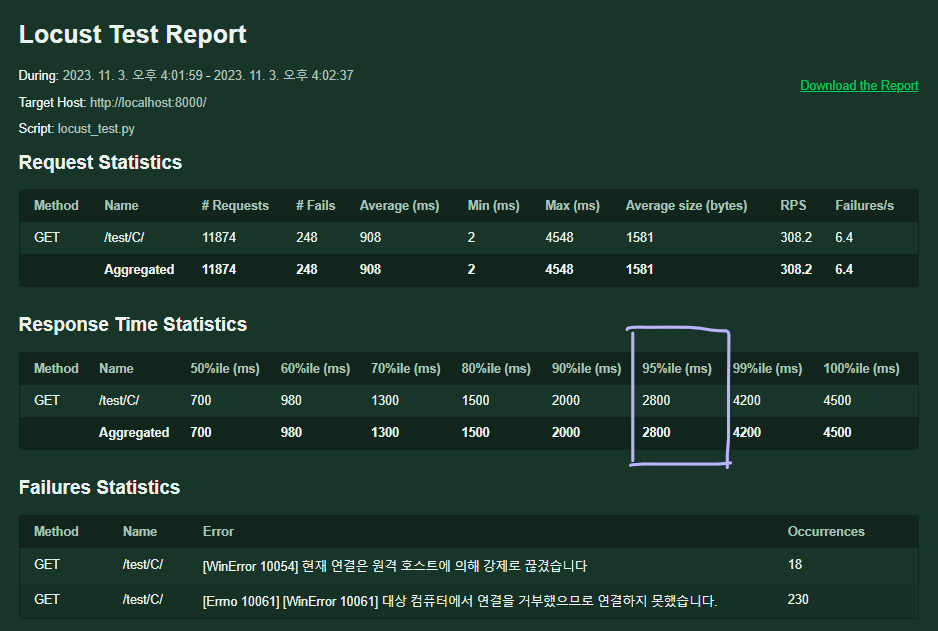 Locust Test Report
During: 2023. 11. 3. 오후 4:01:59 - 2023. 11. 3. 오후 4:02:37
Download the Report
Target Host: http://localhost:8000/
Script: locust_test.py
Request Statistics
Method Name # Requests # Fails Average (ms) Min (ms) Max (ms) Average size (bytes) RPS Failures/s
GET /test/C/ 11874 248 908 2 4548 1581 308.2 6.4
Aggregated 11874 248 908 2 4548 1581 308.2 6.4
Response Time Statistics
Method Name 50%ile (ms) 60%ile (ms) 70%ile (ms) 80%ile (ms) 90%ile (ms) 95%ile (ms) 99%ile (ms) 100%ile (ms)
GET /test/C/ 700 980 1300 1500 2000 2800 4200 4500
Aggregated 700 980 1300 1500 2000 2800 4200 4500
Failures Statistics
Method Name Error Occurrences
GET /test/C/ [WinError 10054] 현재 연결은 원격 호스트에 의해 강제로 끊겼습니다 18
GET /test/C/ [Errno 10061] [WinError 10061] 대상 컴퓨터에서 연결을 거부했으므로 연결하지 못했습니다. 230